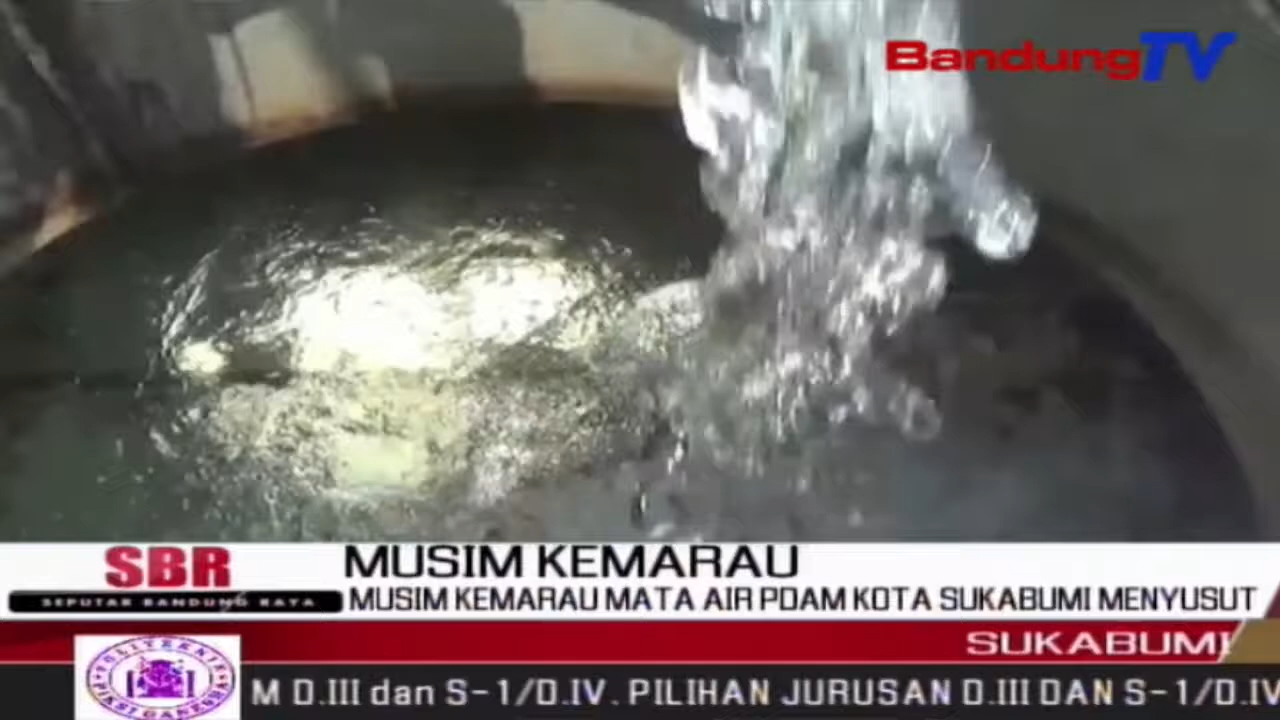 BandungTV
SBR
SEPUTAR BANDUNG RAYA
MUSIM KEMARAU
MUSIM KEMARAU MATA AIR PDAM KOTA SUKABUMI MENYUSUT
SUKABUMI
M D.III dan S-1/D.IV. PILIHAN JURUSAN D.III DAN S-1/D.IV